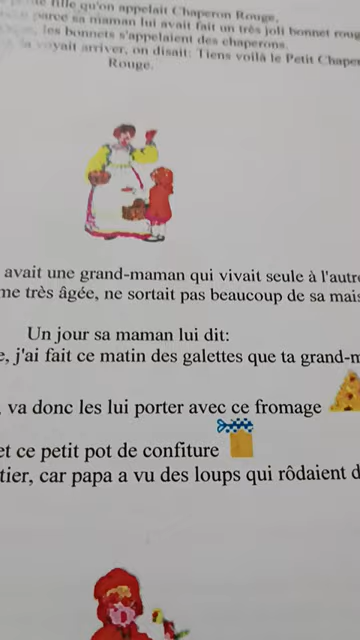 fille qu'on appelait Chaperon Rouge,
parce sa maman lui avait fait un très joli bonnet roug
les bonnets s'appelaient des chaperons.
voyait arriver, on disait: Tiens voilà le Petit Chape
Rouge.
avait une grand-maman qui vivait seule à l'autre
me très âgée, ne sortait pas beaucoup de sa mais
Un jour sa maman lui dit:
e, j'ai fait ce matin des galettes que ta grand-m
va donc les lui porter avec ce fromage
et ce petit pot de confiture
tier, car papa a vu des loups qui rôdaient d